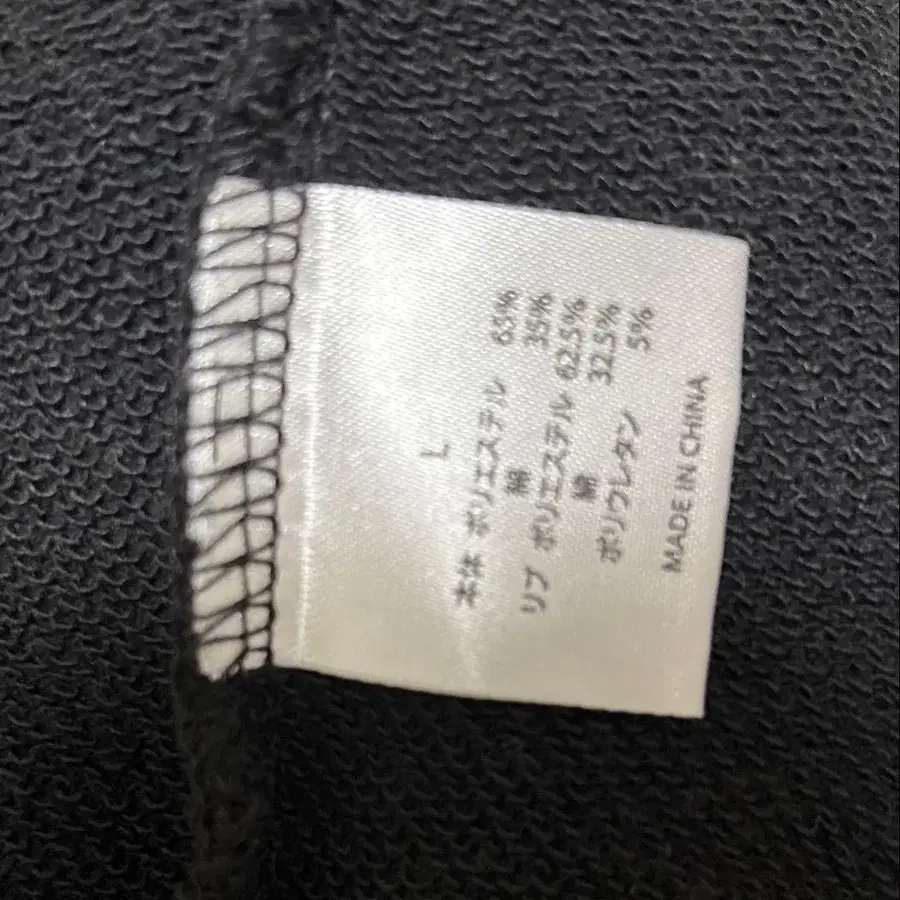 L
本体 ポリエステル 65%
綿 35%
リブ ポリエステル 62.5%
綿 32.5%
ポリウレタン 5%
MADE IN CHINA